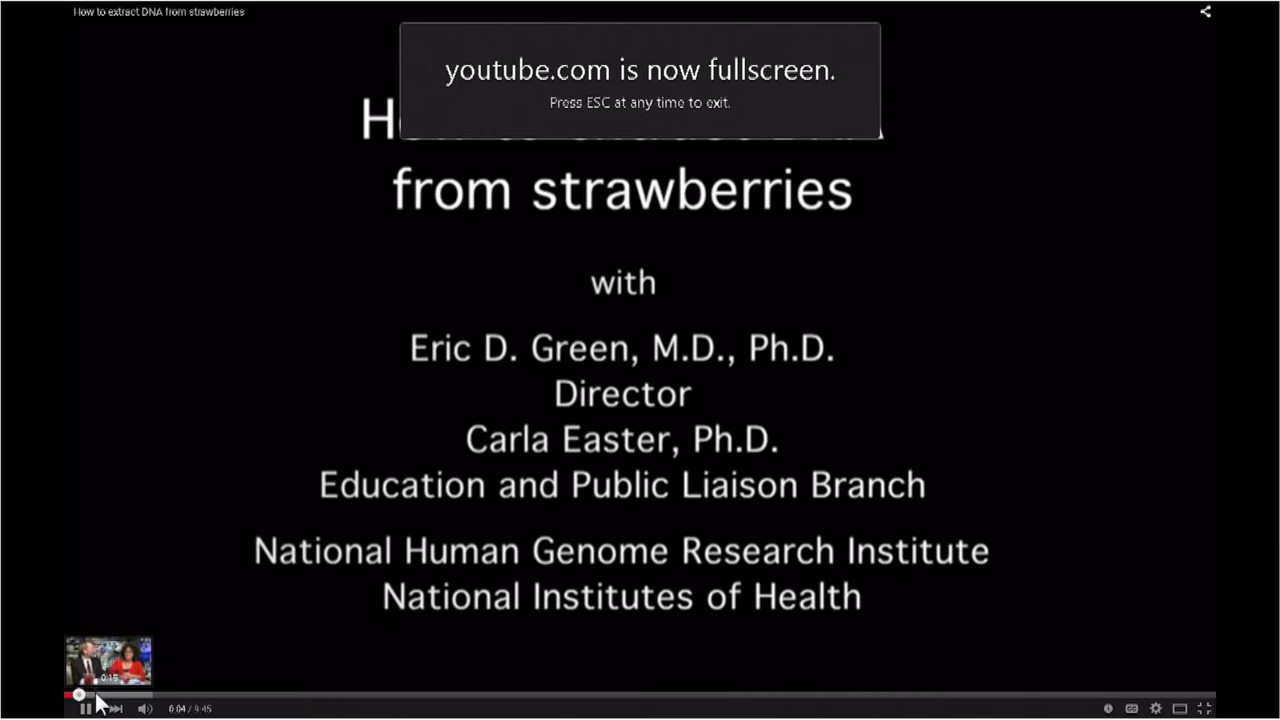 How to extract DNA from strawberries
youtube.com is now fullscreen.
Press ESC at any time to exit.
from strawberries
with
Eric D. Green, M.D., Ph.D.
Director
Carla Easter, Ph.D.
Education and Public Liaison Branch
National Human Genome Research Institute
National Institutes of Health
0:15
0:04 / 9:45